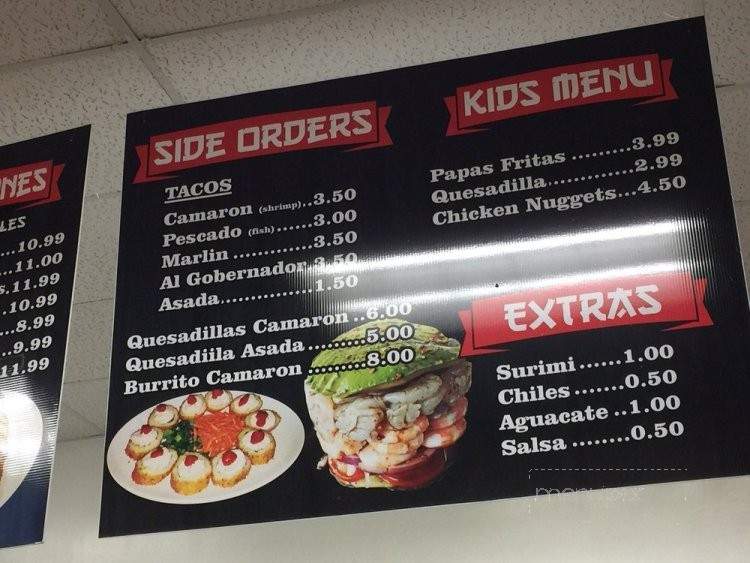 NES
LES
...10.99
...11.00
s.11.99
...10.99
...8.99
...9.99
..11.99
SIDE ORDERS
TACOS
Camaron (shrimp)..3.50
Pescado (fish)......3.00
Marlin .............3.50
Al Gobernador.3.50
Asada...............1.50
Quesadillas Camaron ..6.00
Quesadiila Asada .........5.00
Burrito Camaron ........8.00
KIDS MENU
Papas Fritas .........3.99
Quesadilla.............2.99
Chicken Nuggets...4.50
EXTRAS
Surimi ......1.00
Chiles .......0.50
Aguacate ..1.00
Salsa ........0.50